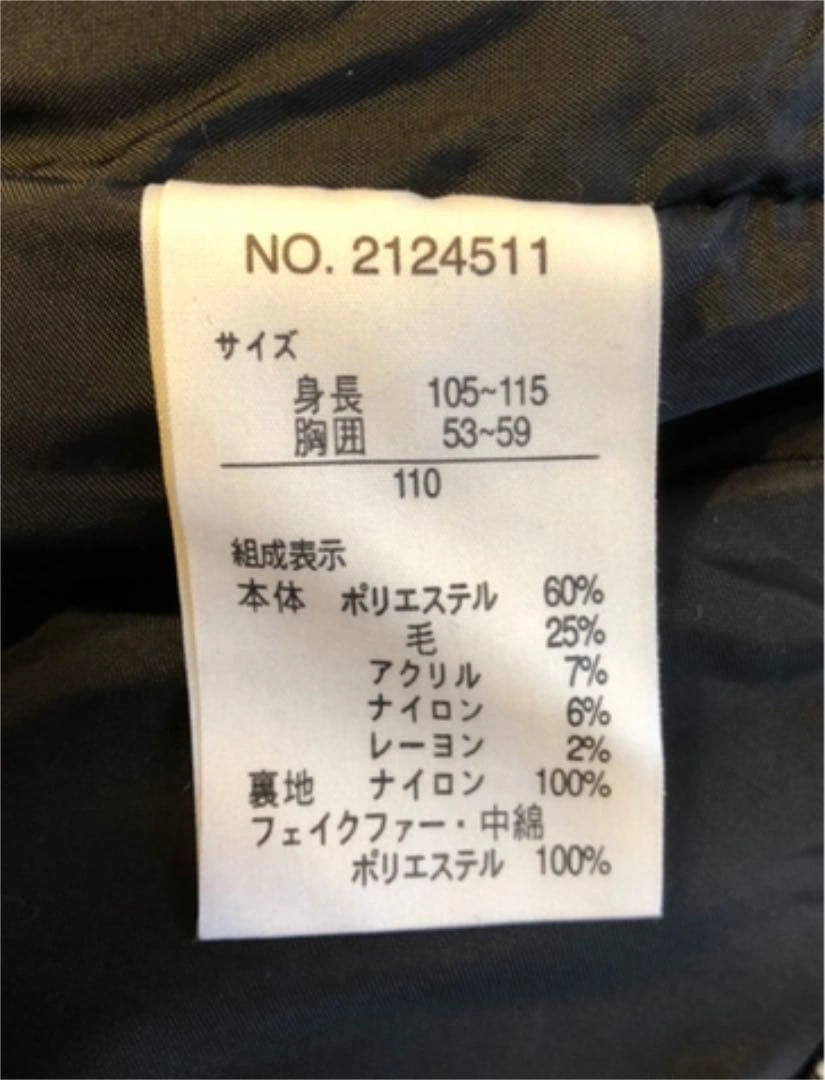 NO. 2124511
サイズ
身長 105~115
胸囲 53~59
110
組成表示
本体 ポリエステル 60%
毛 25%
アクリル 7%
ナイロン 6%
レーヨン 2%
裏地 ナイロン 100%
フェイクファー・中綿
ポリエステル 100%